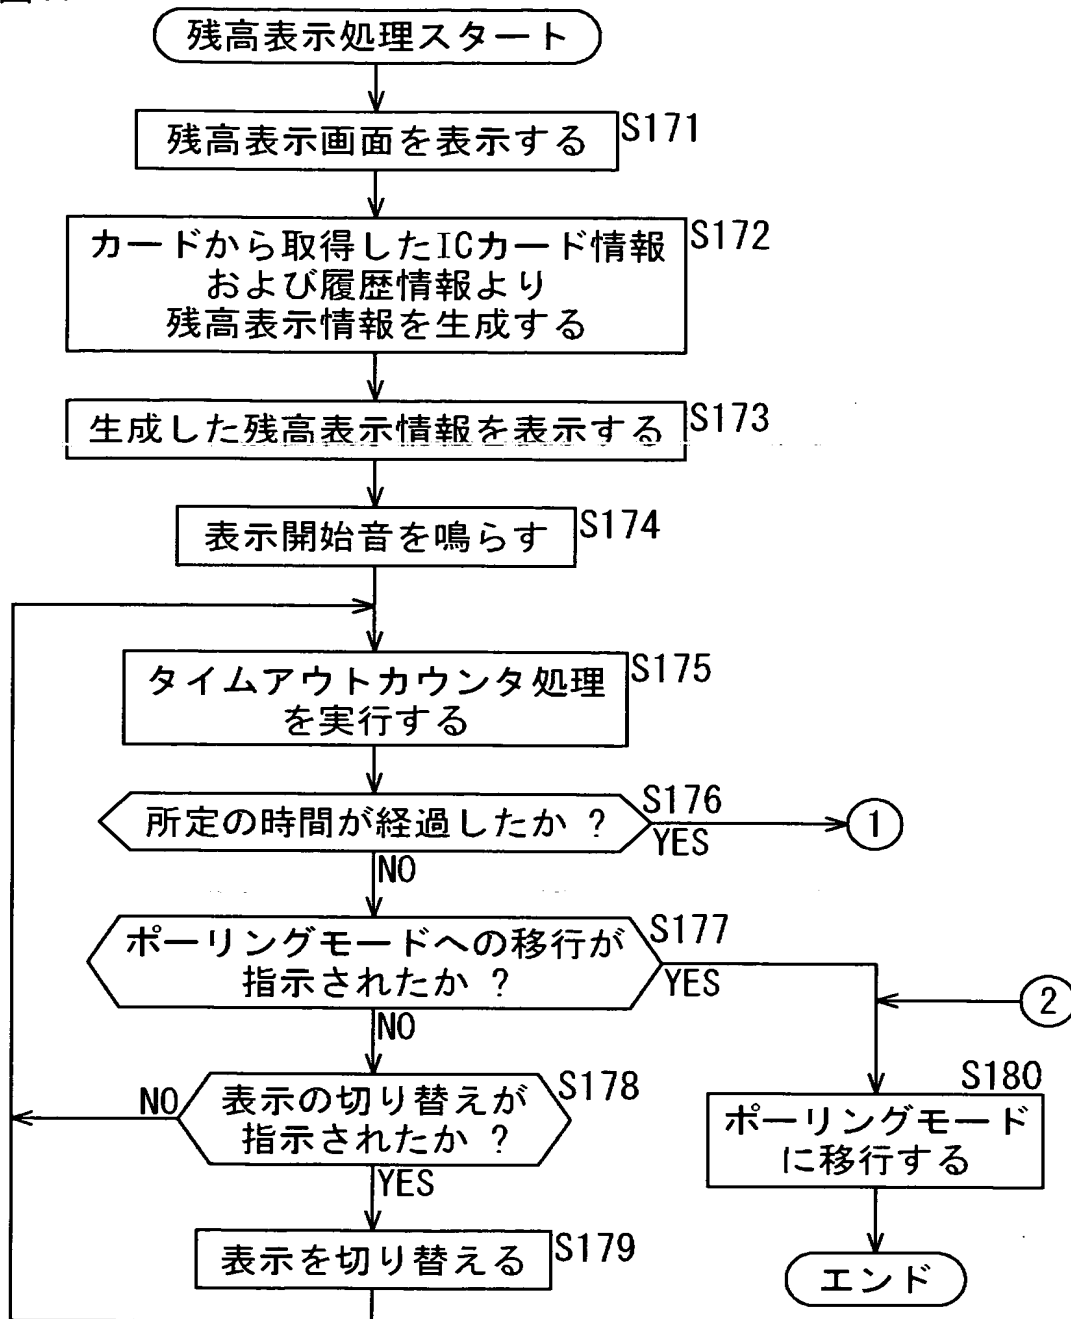 残高表示処理スタート
残高表示画面を表示する
S171
カードから取得したICカード情報
および履歴情報より
残高表示情報を生成する
S172
生成した残高表示情報を表示する
S173
表示開始音を鳴らす
S174
タイムアウトカウンタ処理
を実行する
S175
所定の時間が経過したか ?
S176
YES
1
NO
ポーリングモードへの移行が
指示されたか ?
S177
YES
2
NO
表示の切り替えが
指示されたか ?
S178
NO
YES
S180
ポーリングモード
に移行する
表示を切り替える
S179
エンド